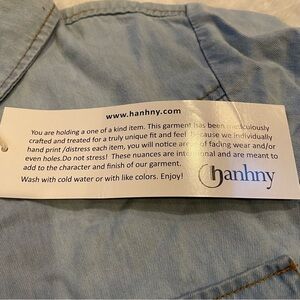 www.hanhny.com
You are holding a one of a kind item. This garment has been meticulously
crafted and treated for a truly unique fit and feel. Because we individually
hand print /distress each item, you will notice areas of fading wear and/or
even holes.Do not stress! These nuances are intentional and are meant to
add to the character and finish of our garment.
Wash with cold water or with like colors. Enjoy!
hanhny